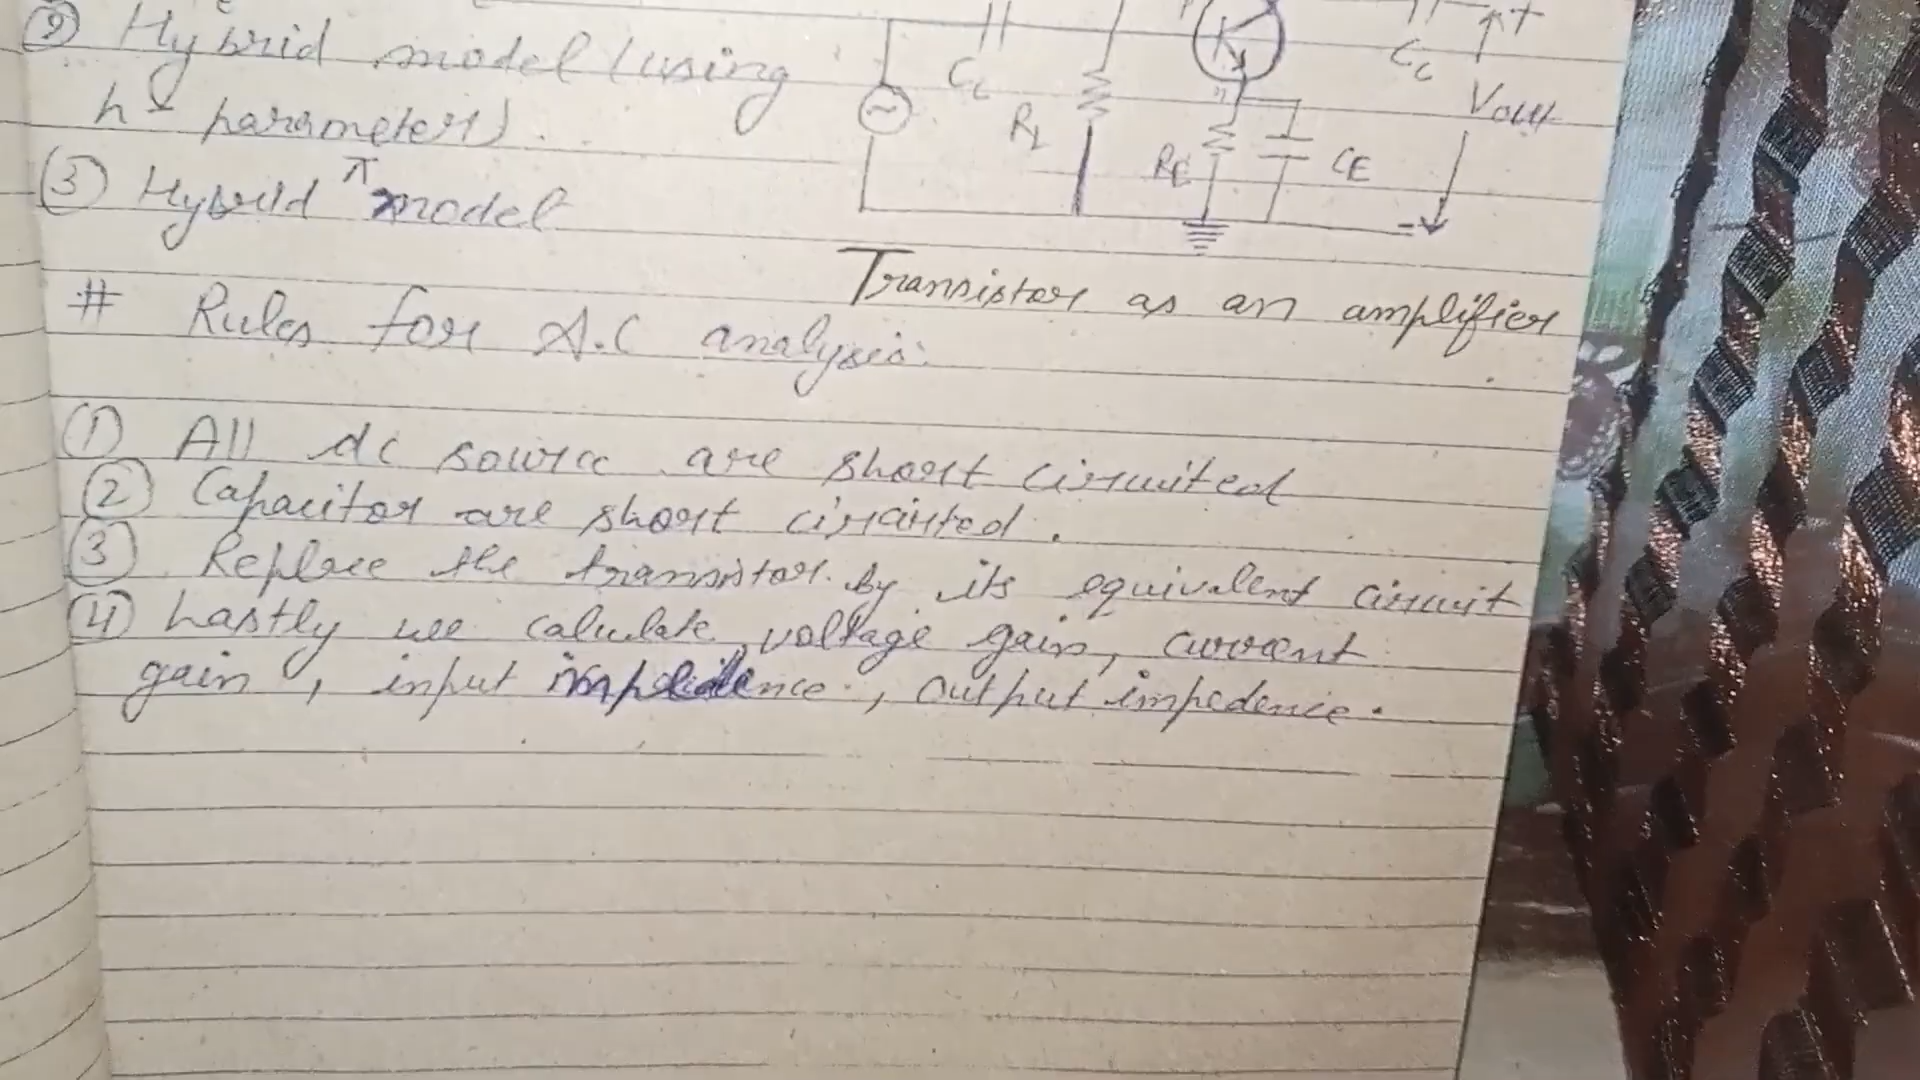 ② Hybrid model (using
h - parameters).
③ Hybrid π model
Cc
RL
RE
CE
Cc
+
Vout
-
Transistor as an amplifier
# Rules for A.C analysis.
① All dc source are short circuited
② Capacitor are short circuited.
③ Replace the transistor by its equivalent circuit
④ Lastly we calculate voltage gain, current
gain, input impedence, output impedence.